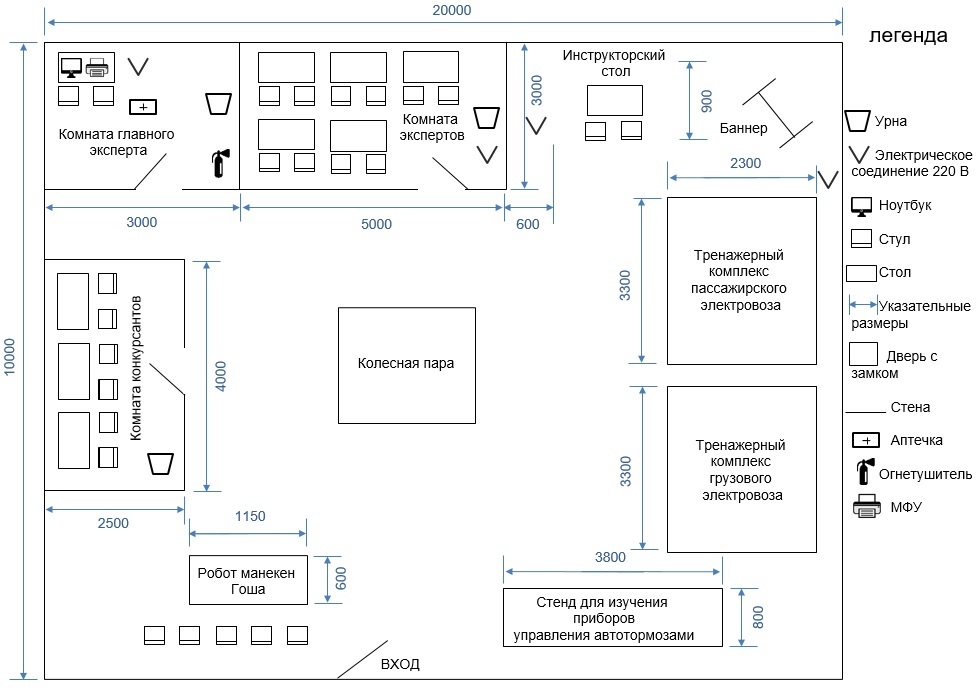 20000
легенда
Инструкторский
стол
3000
900
Баннер
Комната главного
эксперта
Комната
экспертов
Урна
Электрическое
соединение 220 В
2300
3000
5000
600
Ноутбук
Стул
Стол
Указательные
размеры
Дверь с
замком
Стена
Аптечка
Огнетушитель
МФУ
10000
Тренажерный
комплекс
пассажирского
электровоза
3300
Комната конкурсантов
4000
Колесная пара
Тренажерный
комплекс
грузового
электровоза
3300
2500
1150
Робот манекен
Гоша
600
3800
Стенд для изучения
приборов
управления автотормозами
800
ВХОД